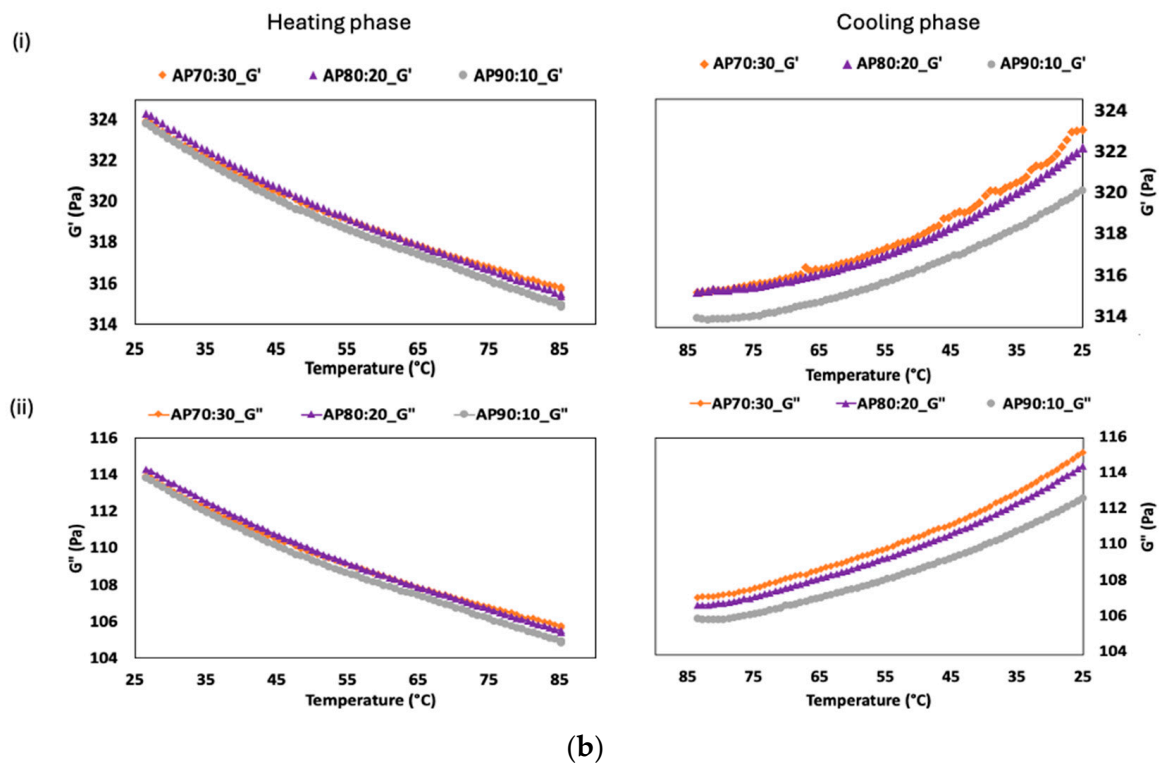 Heating phase
Cooling phase
(i)
AP70:30_G' AP80:20_G' AP90:10_G'
AP70:30_G' AP80:20_G' AP90:10_G'
324
322
320
318
316
314
G' (Pa)
25 35 45 55 65 75 85
Temperature (°C)
324
322
320
318
316
314
G' (Pa)
85 75 65 55 45 35 25
Temperature (°C)
(ii)
AP70:30_G" AP80:20_G" AP90:10_G"
AP70:30_G" AP80:20_G" AP90:10_G"
116
114
112
110
108
106
104
G" (Pa)
25 35 45 55 65 75 85
Temperature (°C)
116
114
112
110
108
106
104
G" (Pa)
85 75 65 55 45 35 25
Temperature (°C)
(b)